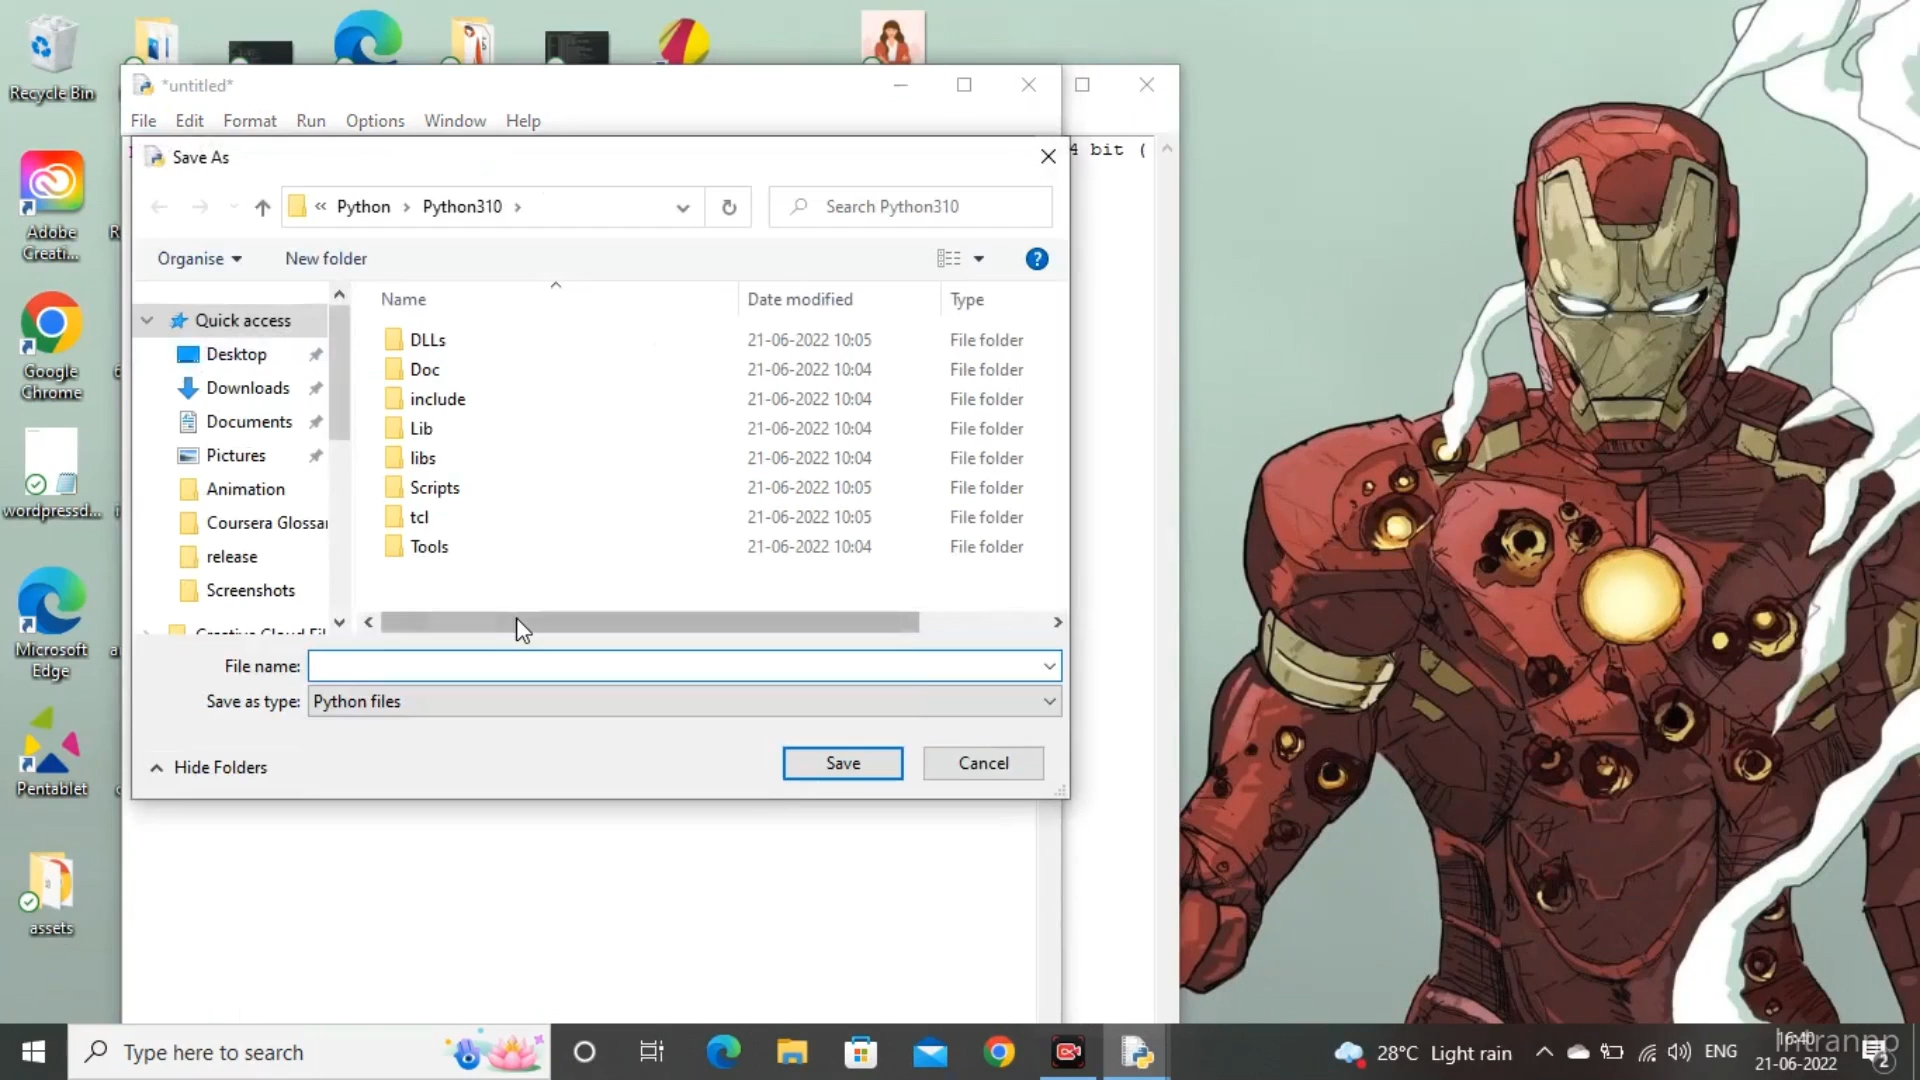 Recycle Bin
Adobe
Creati...
Google
Chrome
wordpressd...
Microsoft
Edge
Pentablet
assets
*untitled*
File Edit Format Run Options Window Help
4 bit (
Save As
« Python > Python310 >
Search Python310
Organise
New folder
Name Date modified Type
Quick access
Desktop
Downloads
Documents
Pictures
Animation
Coursera Glossar
release
Screenshots
DLLs 21-06-2022 10:05 File folder
Doc 21-06-2022 10:04 File folder
include 21-06-2022 10:04 File folder
Lib 21-06-2022 10:04 File folder
libs 21-06-2022 10:04 File folder
Scripts 21-06-2022 10:05 File folder
tcl 21-06-2022 10:05 File folder
Tools 21-06-2022 10:04 File folder
File name:
Save as type: Python files
Hide Folders
Save
Cancel
Type here to search
28°C Light rain
ENG
16:40
21-06-2022
2